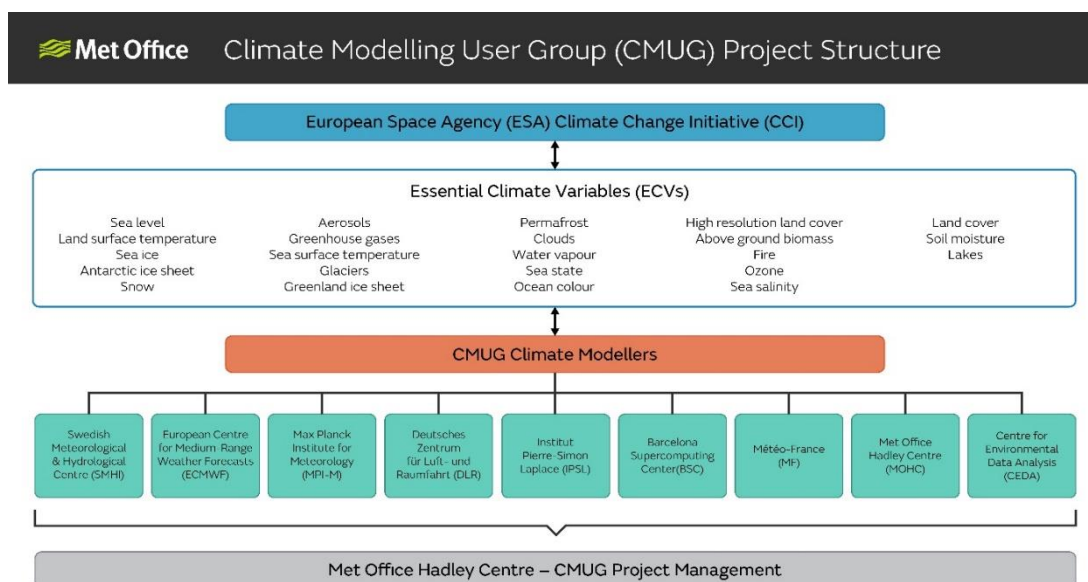 Met Office Climate Modelling User Group (CMUG) Project Structure
European Space Agency (ESA) Climate Change Initiative (CCI)
Essential Climate Variables (ECVs)
Sea level
Land surface temperature
Sea ice
Antarctic ice sheet
Snow
Aerosols
Greenhouse gases
Sea surface temperature
Glaciers
Greenland ice sheet
Permafrost
Clouds
Water vapour
Sea state
Ocean colour
High resolution land cover
Above ground biomass
Fire
Ozone
Sea salinity
Land cover
Soil moisture
Lakes
CMUG Climate Modellers
Swedish
Meteorological
& Hydrological
Centre (SMHI)
European Centre
for Medium-Range
Weather Forecasts
(ECMWF)
Max Planck
Institute for
Meteorology
(MPI-M)
Deutsches
Zentrum
für Luft- und
Raumfahrt (DLR)
Institut
Pierre-Simon
Laplace (IPSL)
Barcelona
Supercomputing
Center(BSC)
Météo-France
(MF)
Met Office
Hadley Centre
(MOHC)
Centre for
Environmental
Data Analysis
(CEDA)
Met Office Hadley Centre – CMUG Project Management